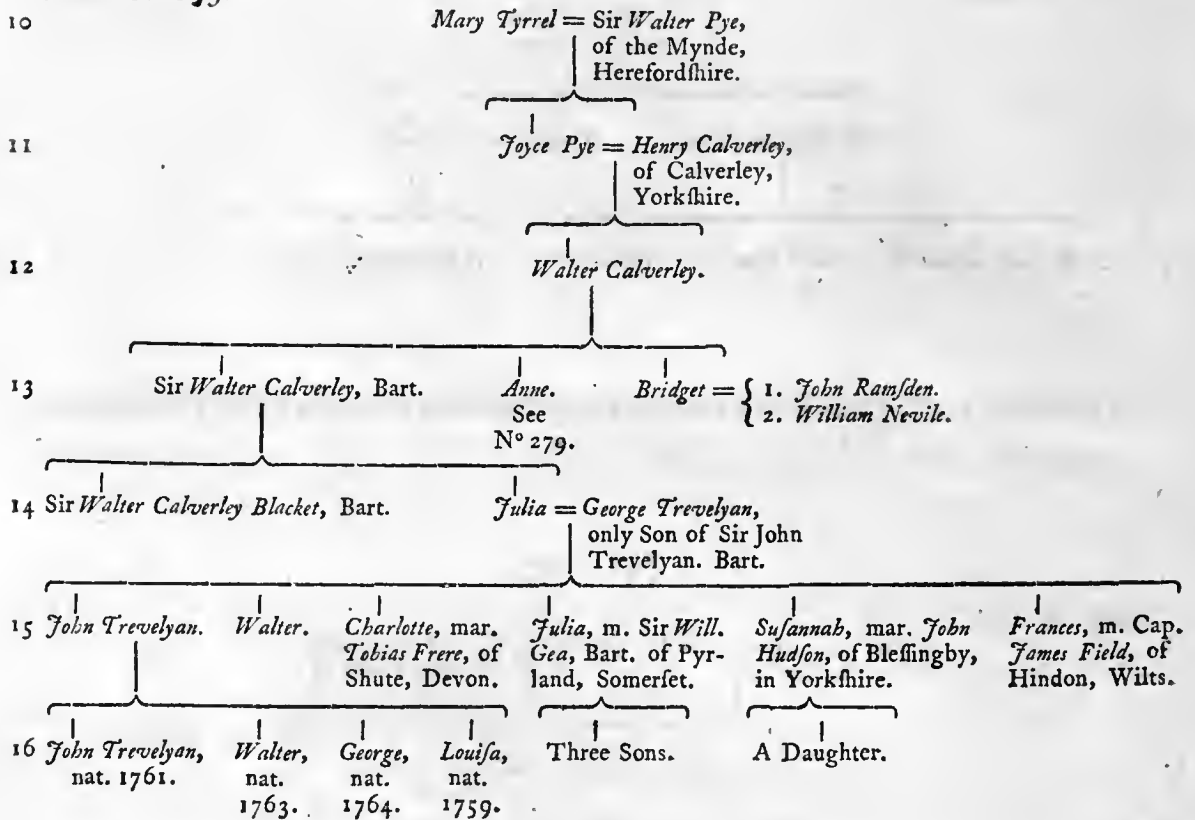 10 Mary Tyrrel = Sir Walter Pye,
of the Mynde,
Herefordſhire.
11 Joyce Pye = Henry Calverley,
of Calverley,
Yorkſhire.
12 Walter Calverley.
13 Sir Walter Calverley, Bart. Anne. Bridget = { 1. John Ramſden.
See { 2. William Nevile.
N° 279.
14 Sir Walter Calverley Blacket, Bart. Julia = George Trevelyan,
only Son of Sir John
Trevelyan. Bart.
15 John Trevelyan. Walter. Charlotte, mar. Julia, m. Sir Will. Suſannah, mar. John Frances, m. Cap.
Tobias Frere, of Gea, Bart. of Pyr- Hudſon, of Bleſſingby, James Field, of
Shute, Devon. land, Somerſet. in Yorkſhire. Hindon, Wilts.
16 John Trevelyan, Walter, George, Louiſa, Three Sons. A Daughter.
nat. 1761. nat. nat. nat.
1763. 1764. 1759.